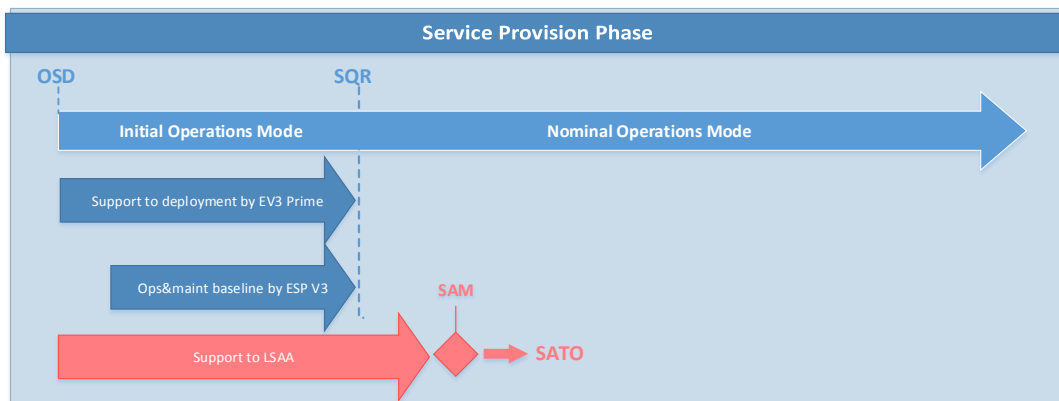 Service Provision Phase
OSD
SQR
Initial Operations Mode
Nominal Operations Mode
Support to deployment by EV3 Prime
Ops&maint baseline by ESP V3
SAM
Support to LSAA
SATO